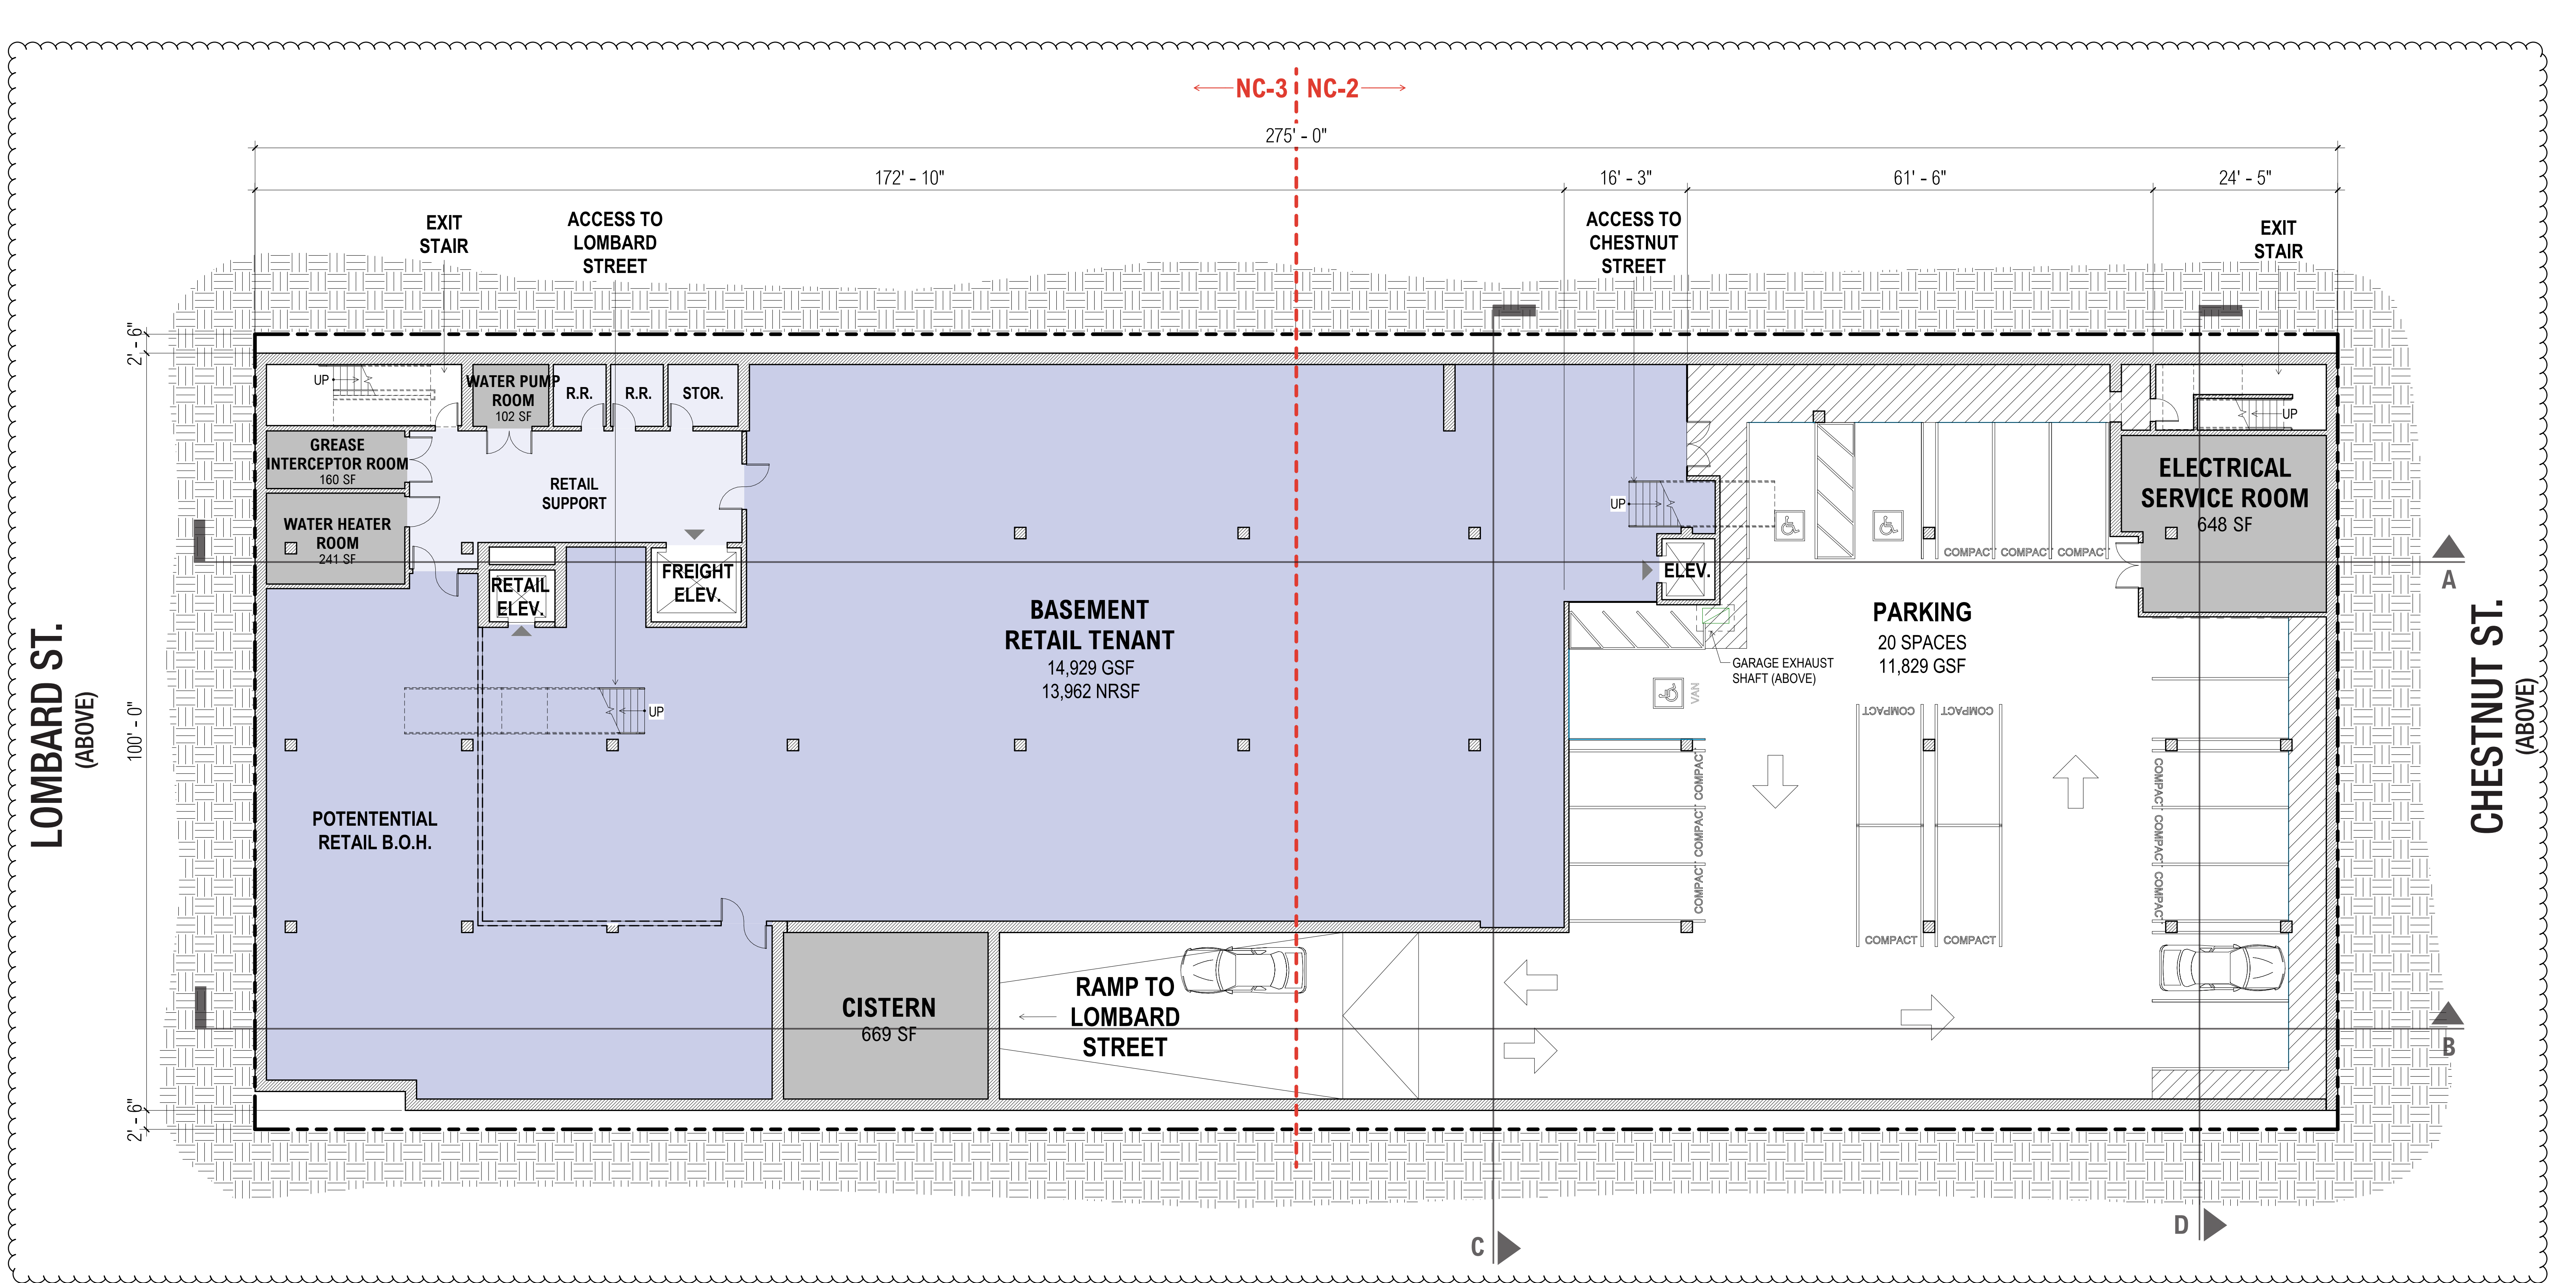 NC-3 NC-2
275' - 0"
172' - 10"
16' - 3"
61' - 6"
24' - 5"
EXIT
STAIR
ACCESS TO
LOMBARD
STREET
ACCESS TO
CHESTNUT
STREET
EXIT
STAIR
2' - 6"
100' - 0"
2' - 6"
LOMBARD ST.
(ABOVE)
UP
WATER PUMP
ROOM
102 SF
R.R.
R.R.
STOR.
GREASE
INTERCEPTOR ROOM
160 SF
RETAIL
SUPPORT
WATER HEATER
ROOM
241 SF
RETAIL
ELEV.
FREIGHT
ELEV.
UP
BASEMENT
RETAIL TENANT
14,929 GSF
13,962 NRSF
POTENTENTIAL
RETAIL B.O.H.
CISTERN
669 SF
RAMP TO
LOMBARD
STREET
UP
ELEV.
GARAGE EXHAUST
SHAFT (ABOVE)
VAN
COMPACT
COMPACT
COMPACT
COMPACT
COMPACT
COMPACT
PARKING
20 SPACES
11,829 GSF
COMPACT
COMPACT
COMPACT
COMPACT
COMPACT
COMPACT
COMPACT
UP
ELECTRICAL
SERVICE ROOM
648 SF
A
B
C
D
CHESTNUT ST.
(ABOVE)